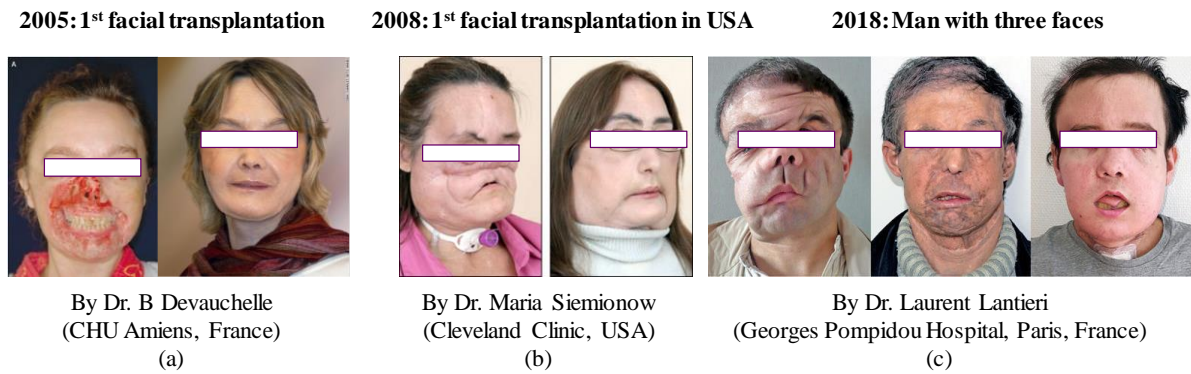 2005:1st facial transplantation
2008:1st facial transplantation in USA
2018:Man with three faces
A
By Dr. B Devauchelle
(CHU Amiens, France)
(a)
By Dr. Maria Siemionow
(Cleveland Clinic, USA)
(b)
By Dr. Laurent Lantieri
(Georges Pompidou Hospital, Paris, France)
(c)